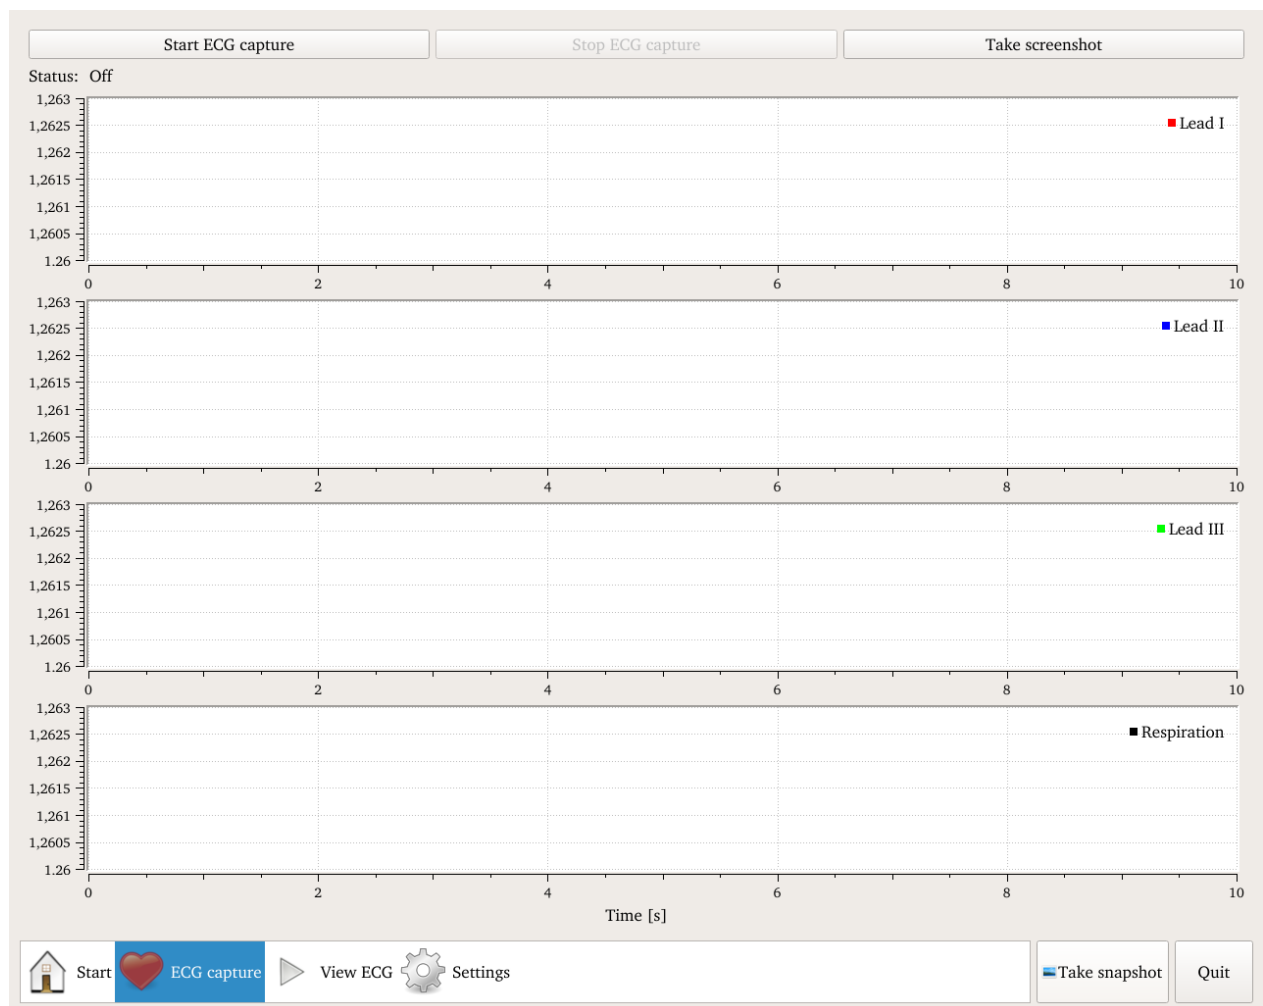 Start ECG capture Stop ECG capture Take screenshot
Status: Off
1,263
Lead I
1,2625
1,262
1,2615
1,261
1,2605
1.26
0 2 4 6 8 10
1,263
Lead II
1,2625
1,262
1,2615
1,261
1,2605
1.26
0 2 4 6 8 10
1,263
Lead III
1,2625
1,262
1,2615
1,261
1,2605
1.26
0 2 4 6 8 10
1,263
Respiration
1,2625
1,262
1,2615
1,261
1,2605
1.26
0 2 4 6 8 10
Time [s]
Start ECG capture View ECG Settings Take snapshot Quit